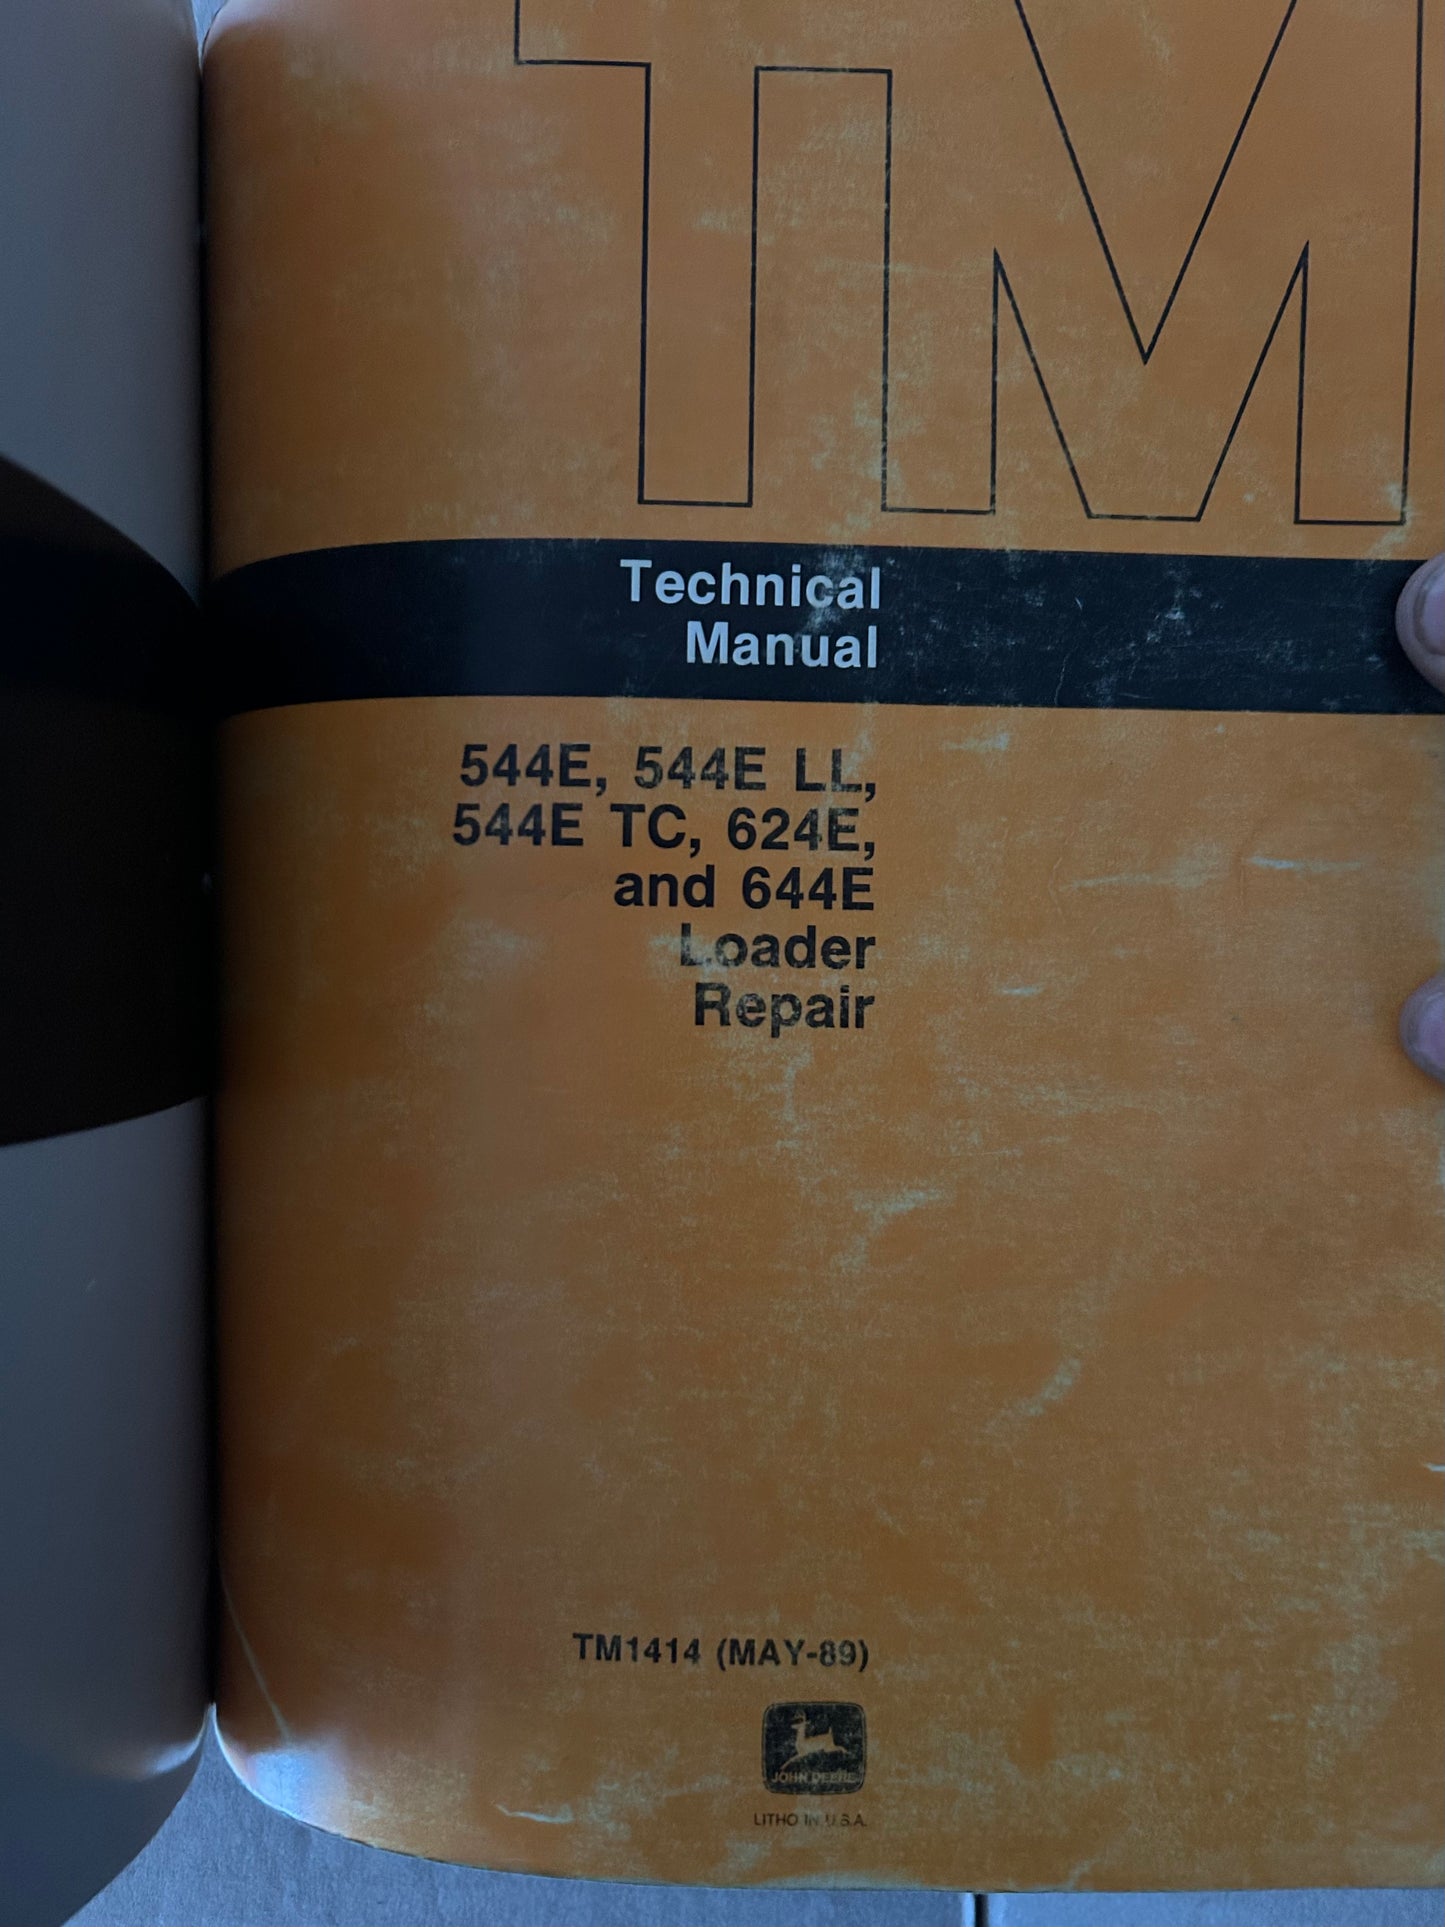 TM
Technical
Manual
544E, 544E LL,
544E TC, 624E,
and 644E
Loader
Repair
TM1414 (MAY-89)
JOHN DEERE
LITHO IN U.S.A.